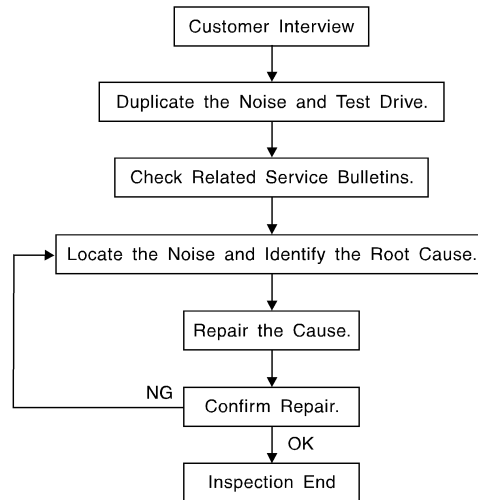 Customer Interview
Duplicate the Noise and Test Drive.
Check Related Service Bulletins.
Locate the Noise and Identify the Root Cause.
Repair the Cause.
NG
Confirm Repair.
OK
Inspection End